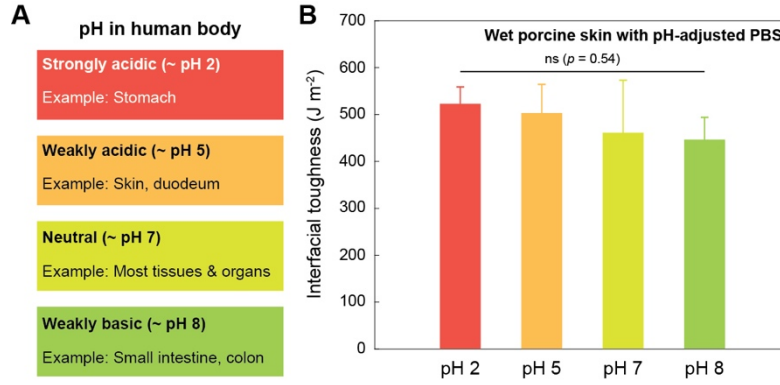 A
pH in human body
Strongly acidic (~ pH 2)
Example: Stomach
Weakly acidic (~ pH 5)
Example: Skin, duodeum
Neutral (~ pH 7)
Example: Most tissues & organs
Weakly basic (~ pH 8)
Example: Small intestine, colon
B
Wet porcine skin with pH-adjusted PBS
ns (p = 0.54)
Interfacial toughness (J m-2)
700
600
500
400
300
200
100
0
pH 2 pH 5 pH 7 pH 8